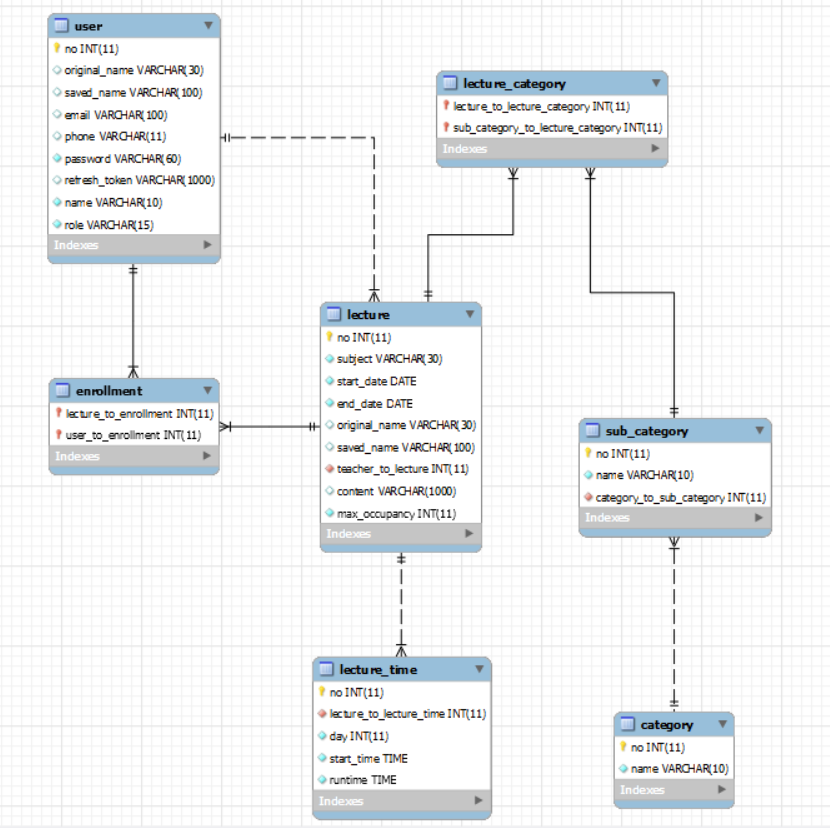 user
no INT(11)
original_name VARCHAR(30)
saved_name VARCHAR(100)
email VARCHAR(100)
phone VARCHAR(11)
password VARCHAR(60)
refresh_token VARCHAR(1000)
name VARCHAR(10)
role VARCHAR(15)
Indexes
lecture_category
lecture_to_lecture_category INT(11)
sub_category_to_lecture_category INT(11)
Indexes
lecture
no INT(11)
subject VARCHAR(30)
start_date DATE
end_date DATE
original_name VARCHAR(30)
saved_name VARCHAR(100)
teacher_to_lecture INT(11)
content VARCHAR(1000)
max_occupancy INT(11)
Indexes
enrollment
lecture_to_enrollment INT(11)
user_to_enrollment INT(11)
Indexes
sub_category
no INT(11)
name VARCHAR(10)
category_to_sub_category INT(11)
Indexes
lecture_time
no INT(11)
lecture_to_lecture_time INT(11)
day INT(11)
start_time TIME
runtime TIME
Indexes
category
no INT(11)
name VARCHAR(10)
Indexes